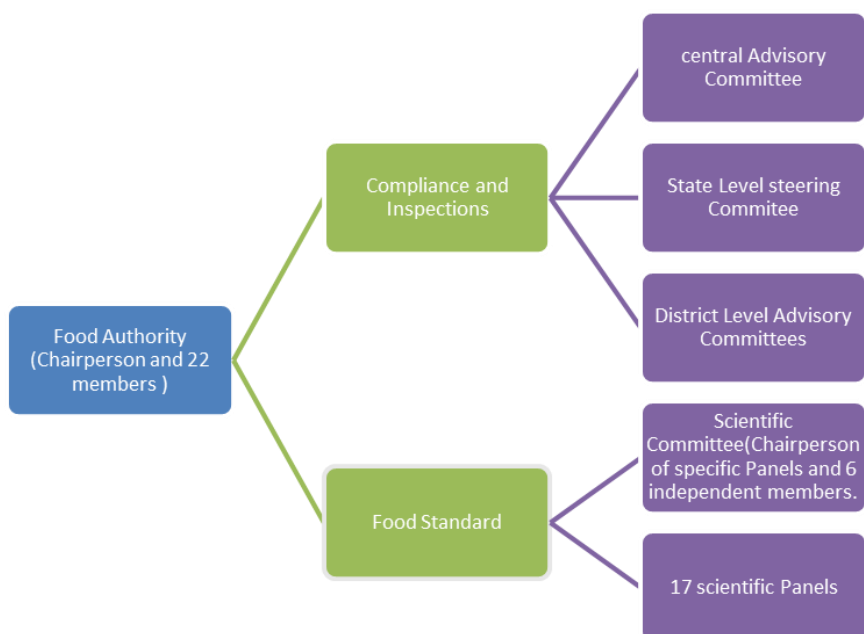 central Advisory
Committee
Compliance and
Inspections
State Level steering
Commitee
District Level Advisory
Committees
Food Authority
(Chairperson and 22
members )
Scientific
Committee(Chairperson
of specific Panels and 6
independent members.
Food Standard
17 scientific Panels